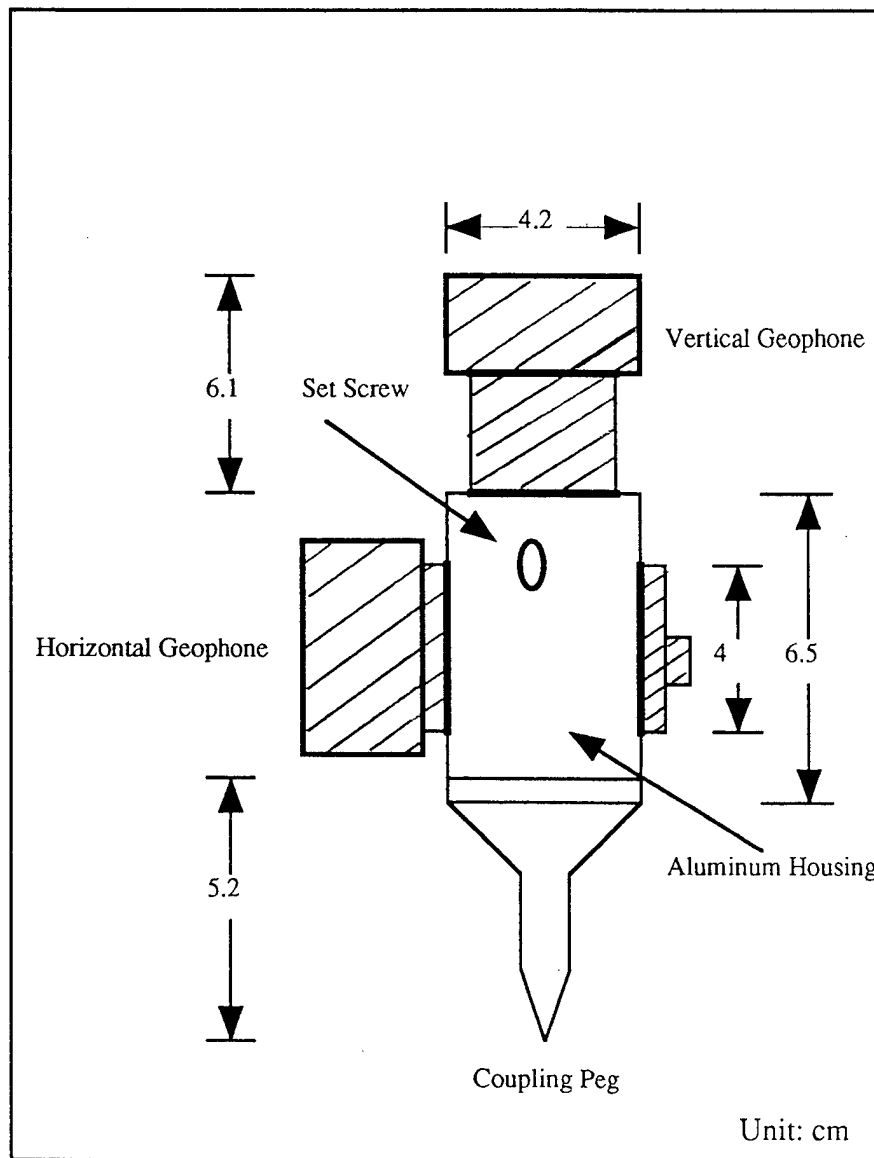 4.2
Vertical Geophone
6.1
Set Screw
Horizontal Geophone
4
6.5
Aluminum Housing
5.2
Coupling Peg
Unit: cm